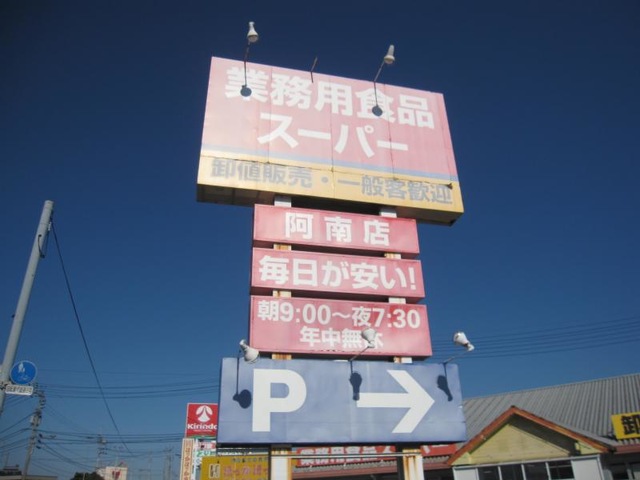 業務用食品
スーパー
卸値販売・一般客歓迎
阿南店
毎日が安い!
朝9:00〜夜7:30
年中無休
P →
Kirindo
卸